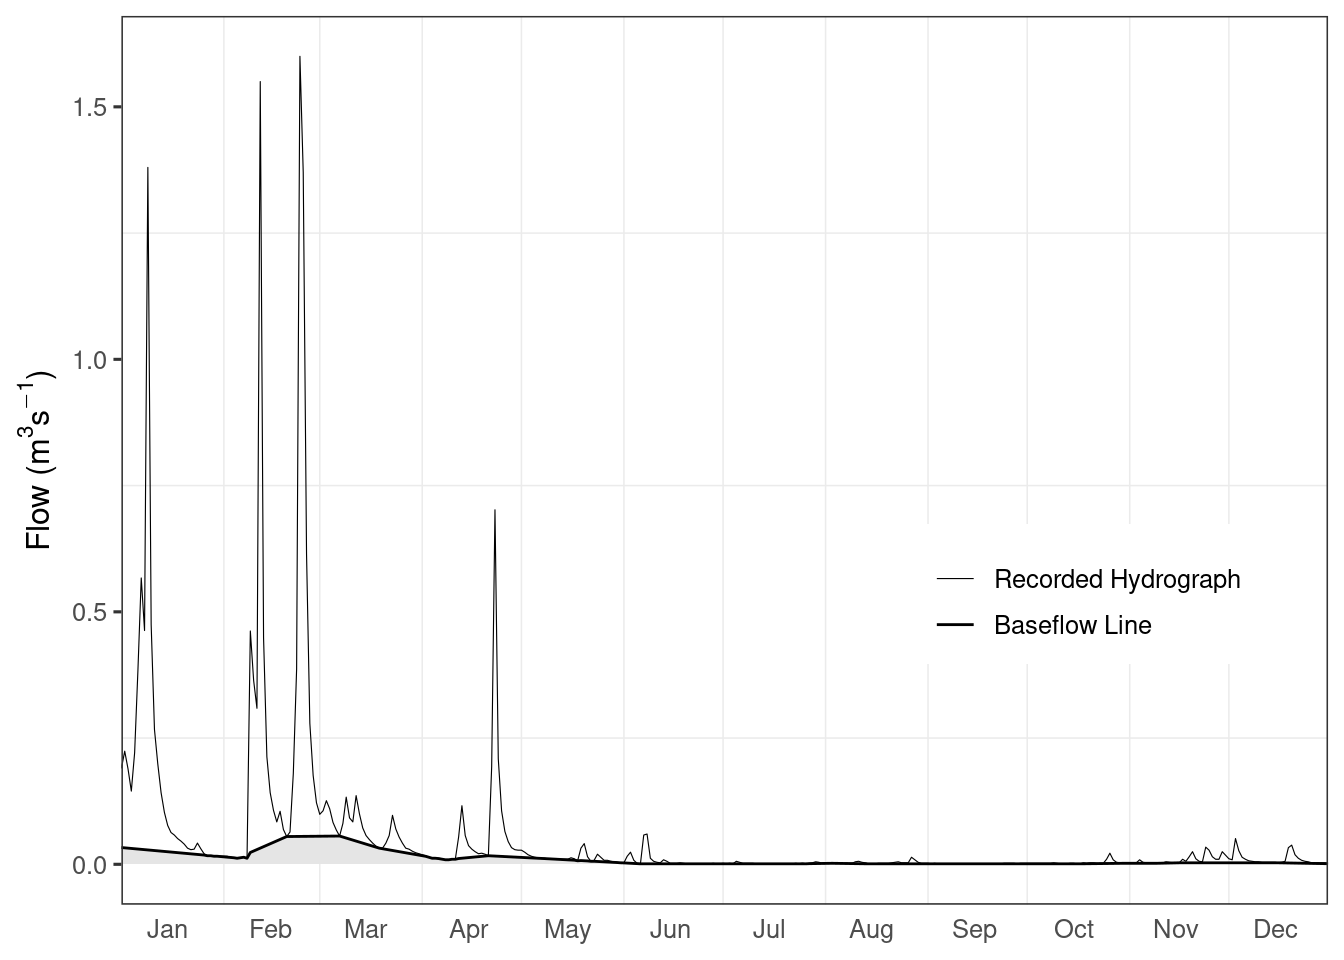 1.5
1.0
0.5
0.0
Flow (m³s⁻¹)
Recorded Hydrograph
Baseflow Line
Jan Feb Mar Apr May Jun Jul Aug Sep Oct Nov Dec